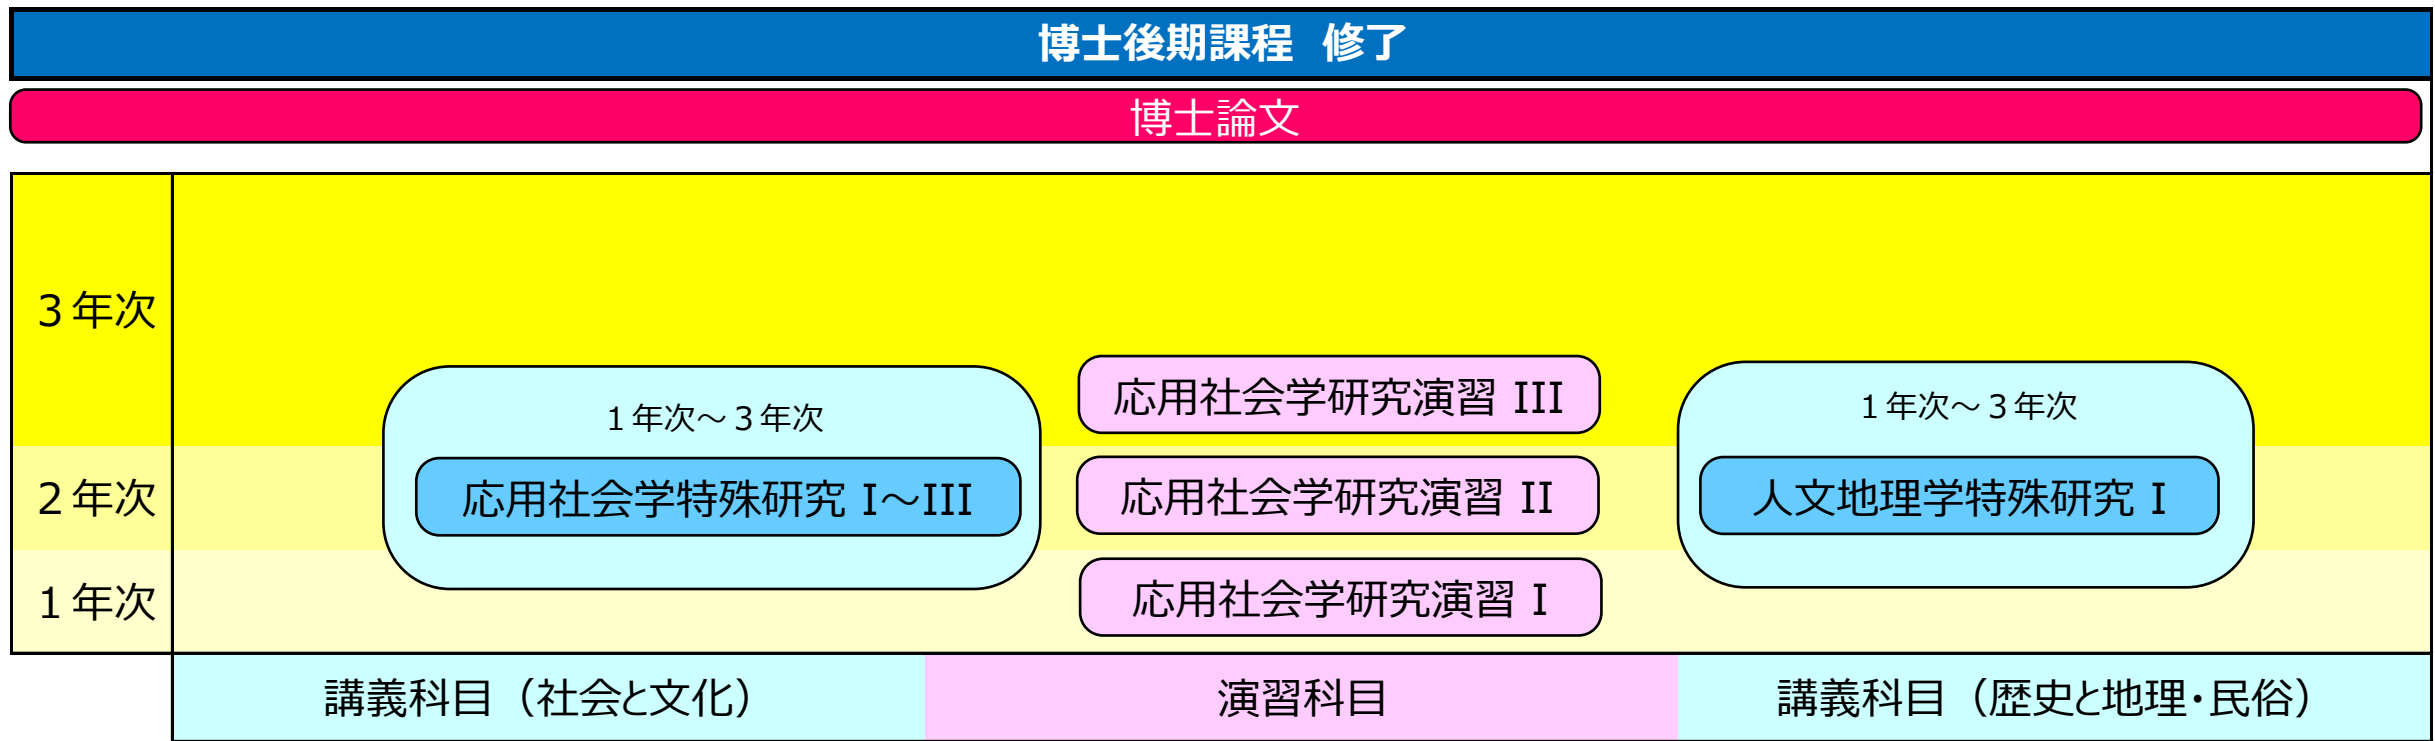 博士後期課程 修了
博士論文
３年次
応用社会学研究演習 III
１年次～３年次
１年次～３年次
２年次
応用社会学特殊研究 I～III
応用社会学研究演習 II
人文地理学特殊研究 I
１年次
応用社会学研究演習 I
講義科目（社会と文化）
演習科目
講義科目（歴史と地理・民俗）